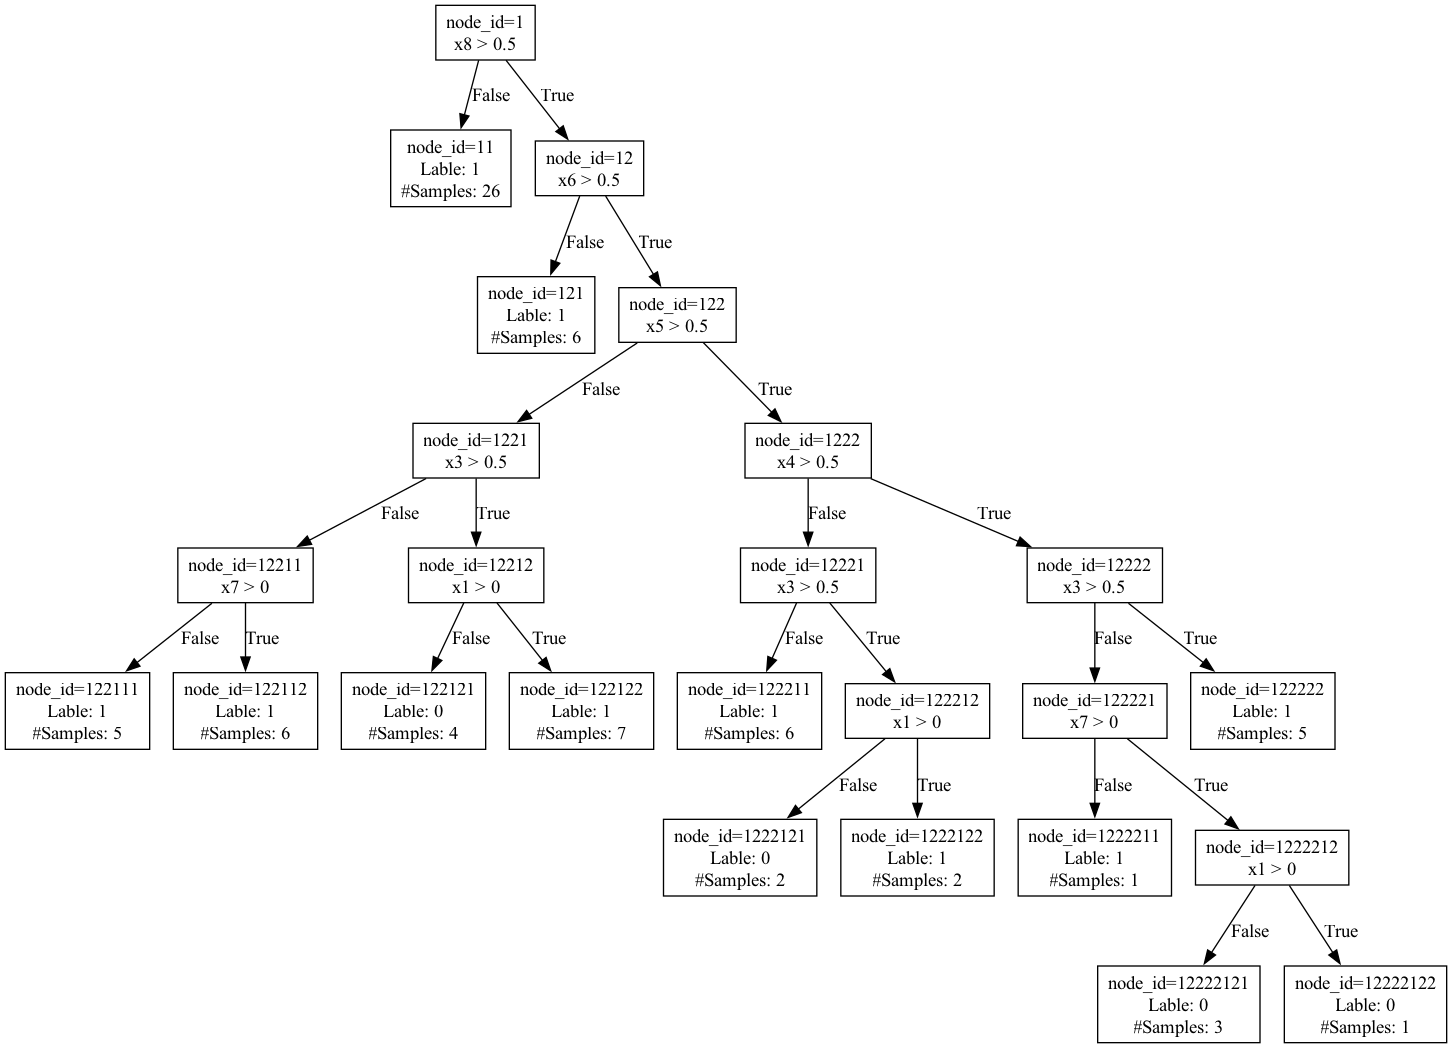 node_id=1
x8 > 0.5
False
True
node_id=11
Lable: 1
#Samples: 26
node_id=12
x6 > 0.5
False
True
node_id=121
Lable: 1
#Samples: 6
node_id=122
x5 > 0.5
False
True
node_id=1221
x3 > 0.5
node_id=1222
x4 > 0.5
False
True
False
True
node_id=12211
x7 > 0
node_id=12212
x1 > 0
node_id=12221
x3 > 0.5
node_id=12222
x3 > 0.5
False
True
False
True
False
True
False
True
node_id=122111
Lable: 1
#Samples: 5
node_id=122112
Lable: 1
#Samples: 6
node_id=122121
Lable: 0
#Samples: 4
node_id=122122
Lable: 1
#Samples: 7
node_id=122211
Lable: 1
#Samples: 6
node_id=122212
x1 > 0
node_id=122221
x7 > 0
node_id=122222
Lable: 1
#Samples: 5
False
True
False
True
node_id=1222121
Lable: 0
#Samples: 2
node_id=1222122
Lable: 1
#Samples: 2
node_id=1222211
Lable: 1
#Samples: 1
node_id=1222212
x1 > 0
False
True
node_id=12222121
Lable: 0
#Samples: 3
node_id=12222122
Lable: 0
#Samples: 1